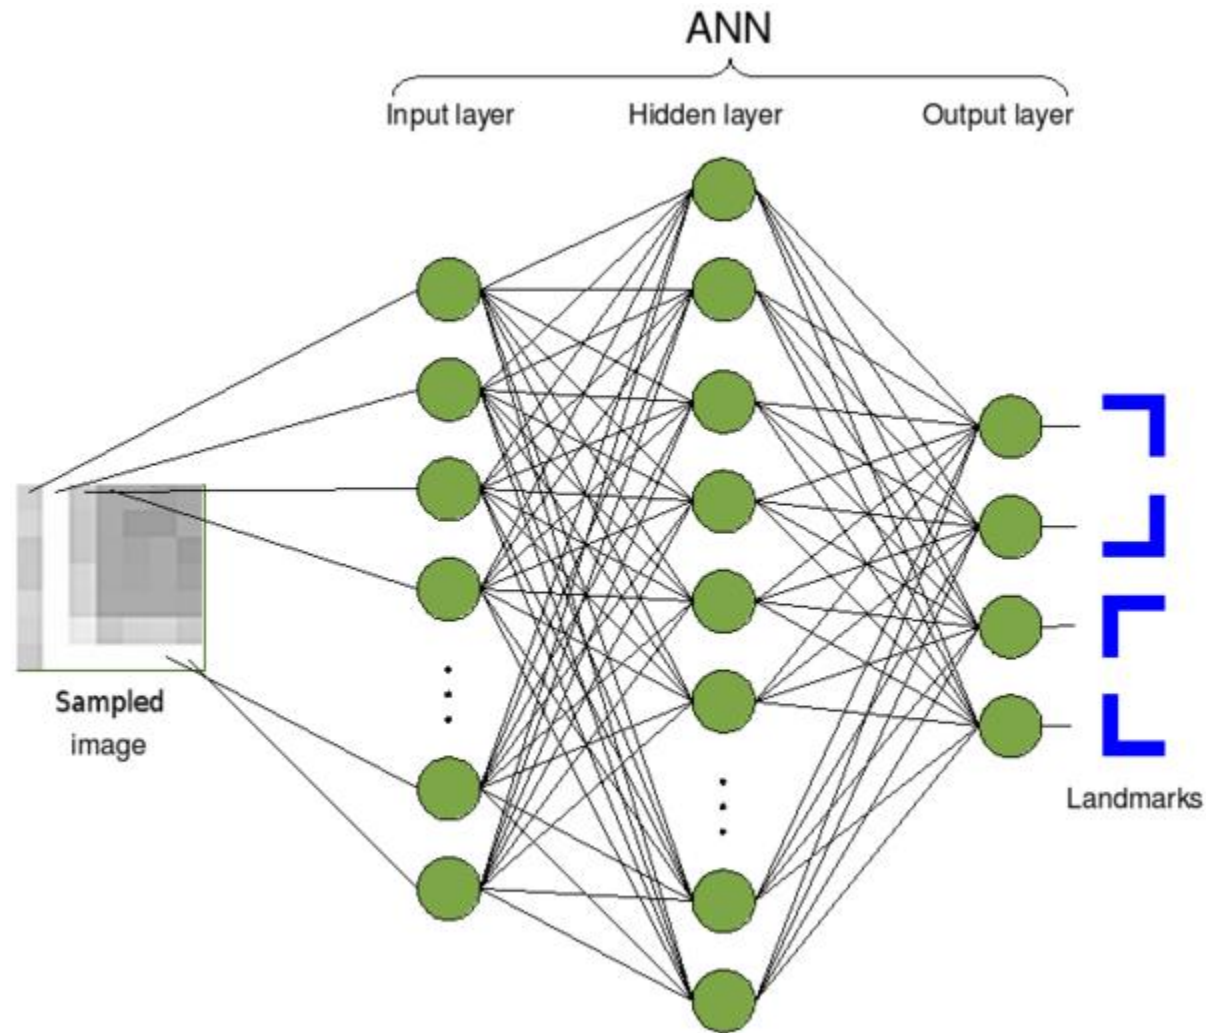 ANN
Input layer
Hidden layer
Output layer
Sampled
image
Landmarks